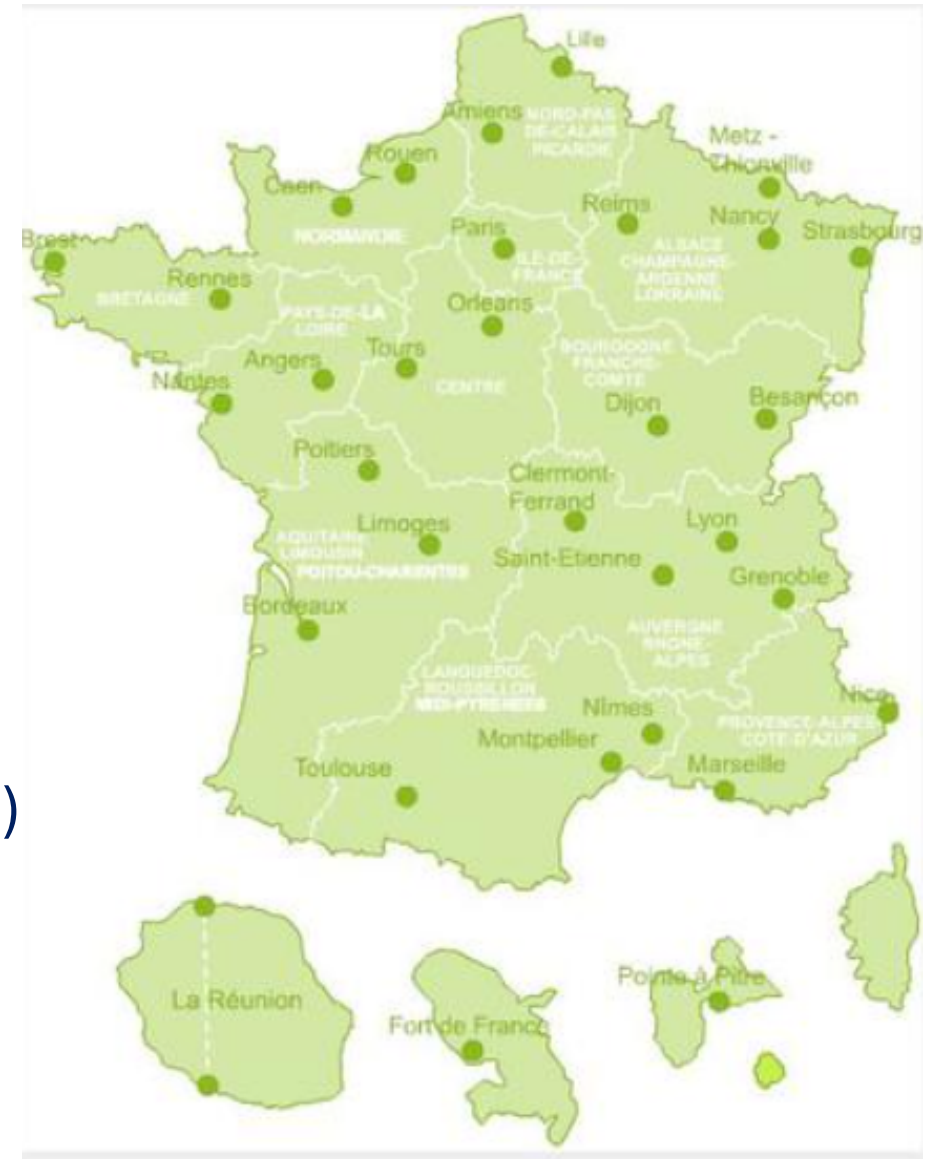 Lille
Amiens
NORD-PAS
DE-CALAIS
PICARDIE
Metz -
Thionville
Rouen
Caen
Reims
Nancy
Strasbourg
Paris
NORMANDIE
ILE-DE-
FRANCE
ALSACE
CHAMPAGNE-
ARGENNE
LORRAINE
Brest
Rennes
BRETAGNE
Orleans
PAYS-DE-LA
LOIRE
Angers
Tours
BOURGOGNE
FRANCHE-
COMTE
Nantes
CENTRE
Dijon
Besançon
Poitiers
Clermont-
Ferrand
Limoges
Lyon
AQUITAINE
LIMOUSIN
POITOU-CHARENTES
Saint-Etienne
Grenoble
Bordeaux
AUVERGNE
RHÔNE-
ALPES
LANGUEDOC
ROUSSILLON
MIDI-PYRENEES
Nice
Nîmes
PROVENCE-ALPES-
COTE-D'AZUR
Montpellier
Marseille
Toulouse
)
La Réunion
Fort de France
Pointe à Pitre